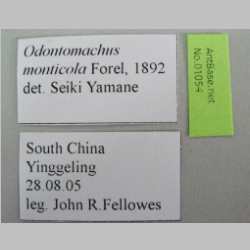 Odontomachus
monticola Forel, 1892
det. Seiki Yamane
AntBase.net
No.01054
South China
Yinggeling
28.08.05
leg. John R.Fellowes